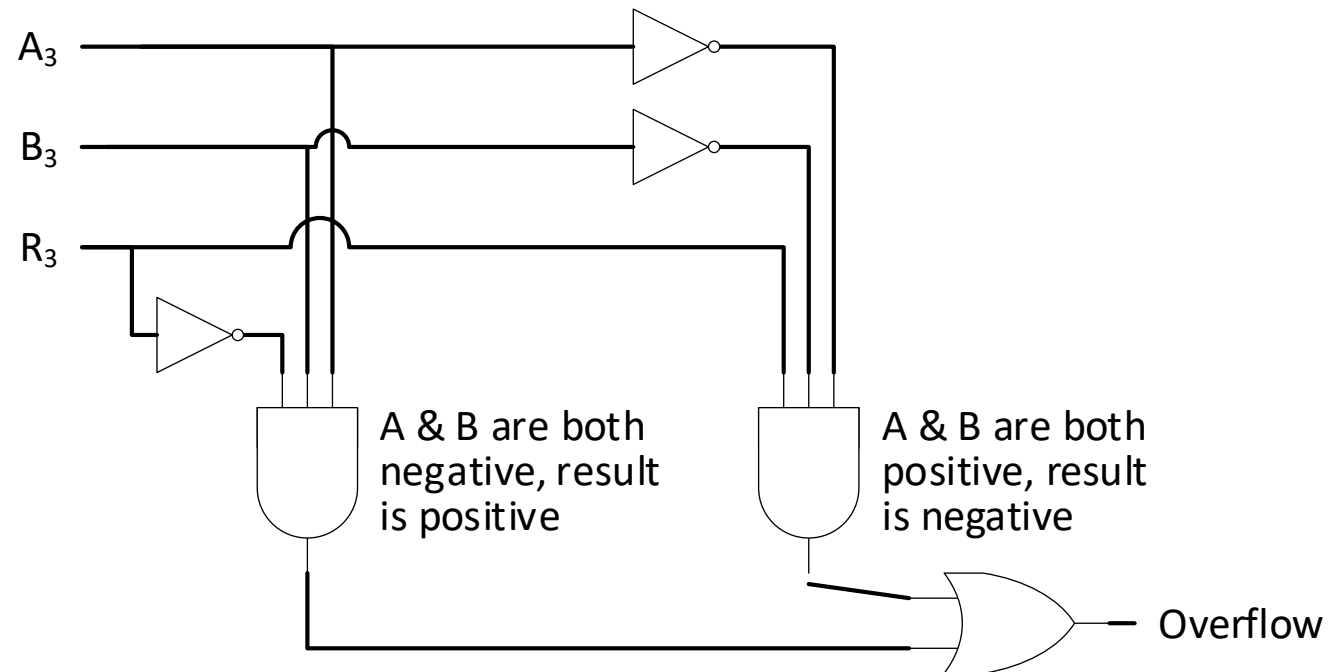 A₃
B₃
R₃
A & B are both
negative, result
is positive
A & B are both
positive, result
is negative
Overflow